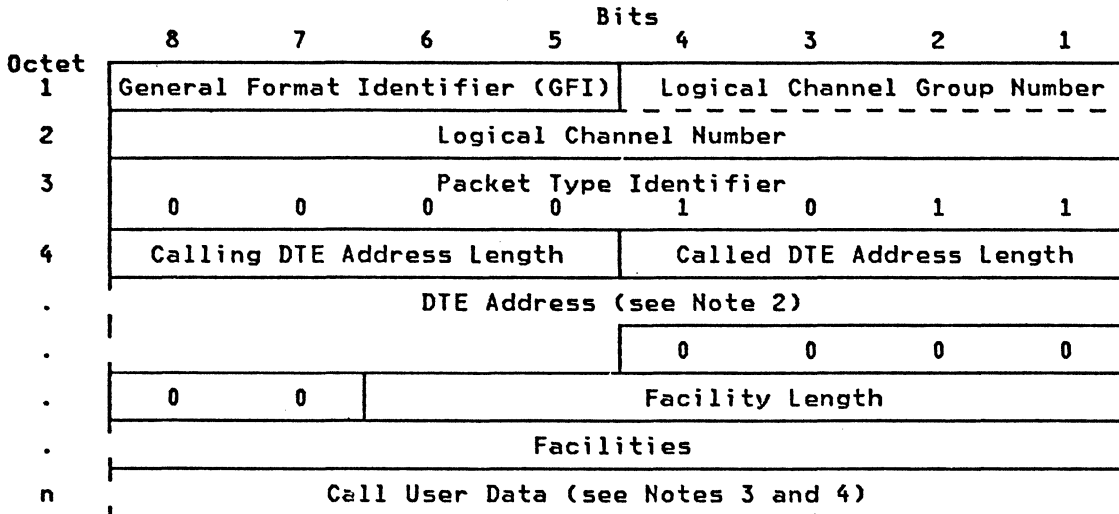 Bits
8 7 6 5 4 3 2 1
Octet
1 General Format Identifier (GFI) Logical Channel Group Number
2 Logical Channel Number
3 Packet Type Identifier
0 0 0 0 1 0 1 1
4 Calling DTE Address Length Called DTE Address Length
. DTE Address (see Note 2)
. 0 0 0 0
. 0 0 Facility Length
. Facilities
n Call User Data (see Notes 3 and 4)